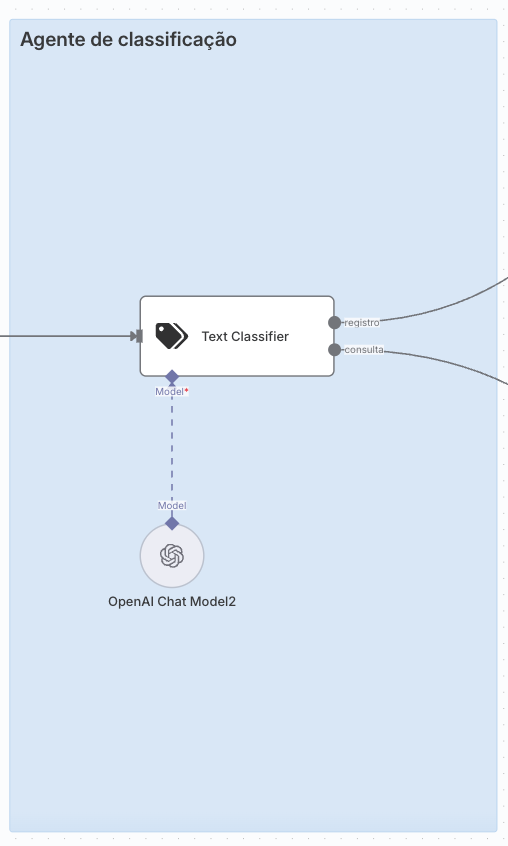 Agente de classificação
Text Classifier
registro
consulta
Model*
Model
OpenAI Chat Model2